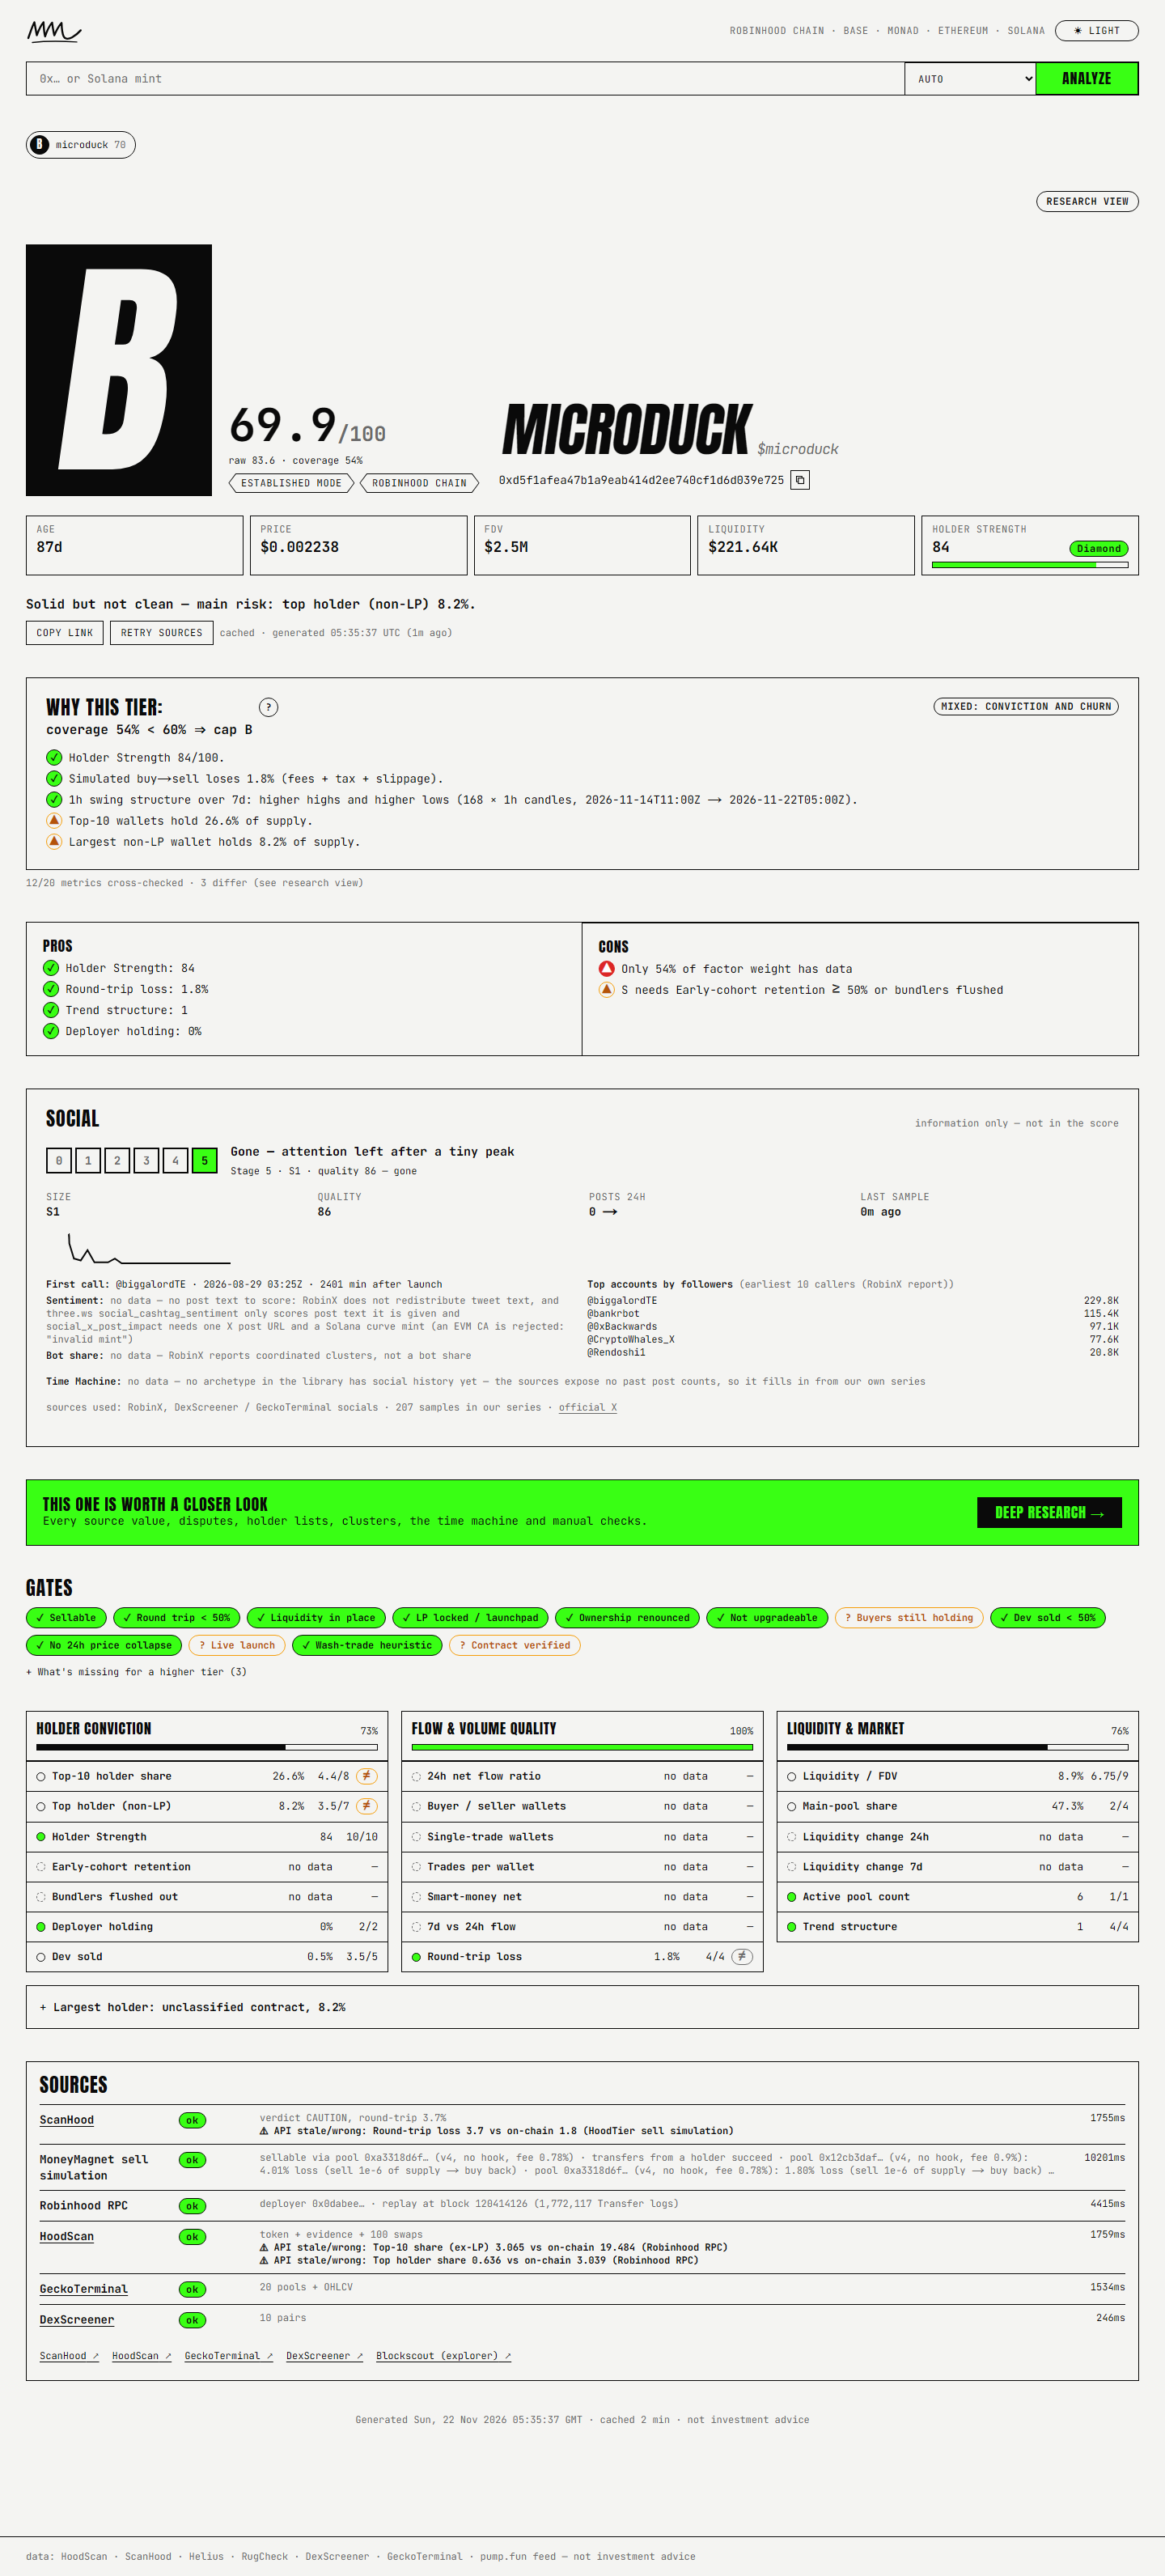 ROBINHOOD CHAIN · BASE · MONAD · ETHEREUM · SOLANA
☀ LIGHT
0x… or Solana mint
AUTO
ANALYZE
B microduck 70
RESEARCH VIEW
B
69.9/100
raw 83.6 · coverage 54%
ESTABLISHED MODE
ROBINHOOD CHAIN
MICRODUCK $microduck
0xd5f1afea47b1a9eab414d2ee740cf1d6d039e725
AGE
87d
PRICE
$0.002238
FDV
$2.5M
LIQUIDITY
$221.64K
HOLDER STRENGTH
84 Diamond
Solid but not clean — main risk: top holder (non-LP) 8.2%.
COPY LINK
RETRY SOURCES
cached · generated 05:35:37 UTC (1m ago)
WHY THIS TIER: ?
coverage 54% < 60% ⇒ cap B
MIXED: CONVICTION AND CHURN
✓ Holder Strength 84/100.
✓ Simulated buy→sell loses 1.8% (fees + tax + slippage).
✓ 1h swing structure over 7d: higher highs and higher lows (168 × 1h candles, 2026-11-14T11:00Z → 2026-11-22T05:00Z).
▲ Top-10 wallets hold 26.6% of supply.
▲ Largest non-LP wallet holds 8.2% of supply.
12/20 metrics cross-checked · 3 differ (see research view)
PROS
✓ Holder Strength: 84
✓ Round-trip loss: 1.8%
✓ Trend structure: 1
✓ Deployer holding: 0%
CONS
▲ Only 54% of factor weight has data
▲ S needs Early-cohort retention ≥ 50% or bundlers flushed
SOCIAL
information only — not in the score
0 1 2 3 4 5
Gone — attention left after a tiny peak
Stage 5 · S1 · quality 86 — gone
SIZE
S1
QUALITY
86
POSTS 24H
0 →
LAST SAMPLE
0m ago
First call: @biggalordTE · 2026-08-29 03:25Z · 2401 min after launch
Sentiment: no data — no post text to score: RobinX does not redistribute tweet text, and
three.ws social_cashtag_sentiment only scores post text it is given and
social_x_post_impact needs one X post URL and a Solana curve mint (an EVM CA is rejected:
"invalid mint")
Bot share: no data — RobinX reports coordinated clusters, not a bot share
Top accounts by followers (earliest 10 callers (RobinX report))
@biggalordTE 229.8K
@bankrbot 115.4K
@0xBackwards 97.1K
@CryptoWhales_X 77.6K
@Rendoshi1 20.8K
Time Machine: no data — no archetype in the library has social history yet — the sources expose no past post counts, so it fills in from our own series
sources used: RobinX, DexScreener / GeckoTerminal socials · 207 samples in our series · official X
THIS ONE IS WORTH A CLOSER LOOK
Every source value, disputes, holder lists, clusters, the time machine and manual checks.
DEEP RESEARCH →
GATES
✓ Sellable ✓ Round trip < 50% ✓ Liquidity in place ✓ LP locked / launchpad ✓ Ownership renounced ✓ Not upgradeable ? Buyers still holding ✓ Dev sold < 50%
✓ No 24h price collapse ? Live launch ✓ Wash-trade heuristic ? Contract verified
+ What's missing for a higher tier (3)
HOLDER CONVICTION 73%
Top-10 holder share 26.6% 4.4/8 ≠
Top holder (non-LP) 8.2% 3.5/7 ≠
Holder Strength 84 10/10
Early-cohort retention no data —
Bundlers flushed out no data —
Deployer holding 0% 2/2
Dev sold 0.5% 3.5/5
FLOW & VOLUME QUALITY 100%
24h net flow ratio no data —
Buyer / seller wallets no data —
Single-trade wallets no data —
Trades per wallet no data —
Smart-money net no data —
7d vs 24h flow no data —
Round-trip loss 1.8% 4/4 ≠
LIQUIDITY & MARKET 76%
Liquidity / FDV 8.9% 6.75/9
Main-pool share 47.3% 2/4
Liquidity change 24h no data —
Liquidity change 7d no data —
Active pool count 6 1/1
Trend structure 1 4/4
+ Largest holder: unclassified contract, 8.2%
SOURCES
ScanHood ok verdict CAUTION, round-trip 3.7% 1755ms
⚠ API stale/wrong: Round-trip loss 3.7 vs on-chain 1.8 (HoodTier sell simulation)
MoneyMagnet sell simulation ok sellable via pool 0xa3318d6f… (v4, no hook, fee 0.78%) · transfers from a holder succeed · pool 0x12cb3daf… (v4, no hook, fee 0.9%): 10201ms
4.01% loss (sell 1e-6 of supply → buy back) · pool 0xa3318d6f… (v4, no hook, fee 0.78%): 1.80% loss (sell 1e-6 of supply → buy back) …
Robinhood RPC ok deployer 0x0dabee… · replay at block 120414126 (1,772,117 Transfer logs) 4415ms
HoodScan ok token + evidence + 100 swaps 1759ms
⚠ API stale/wrong: Top-10 share (ex-LP) 3.065 vs on-chain 19.484 (Robinhood RPC)
⚠ API stale/wrong: Top holder share 0.636 vs on-chain 3.039 (Robinhood RPC)
GeckoTerminal ok 20 pools + OHLCV 1534ms
DexScreener ok 10 pairs 246ms
ScanHood ↗ HoodScan ↗ GeckoTerminal ↗ DexScreener ↗ Blockscout (explorer) ↗
Generated Sun, 22 Nov 2026 05:35:37 GMT · cached 2 min · not investment advice
data: HoodScan · ScanHood · Helius · RugCheck · DexScreener · GeckoTerminal · pump.fun feed — not investment advice